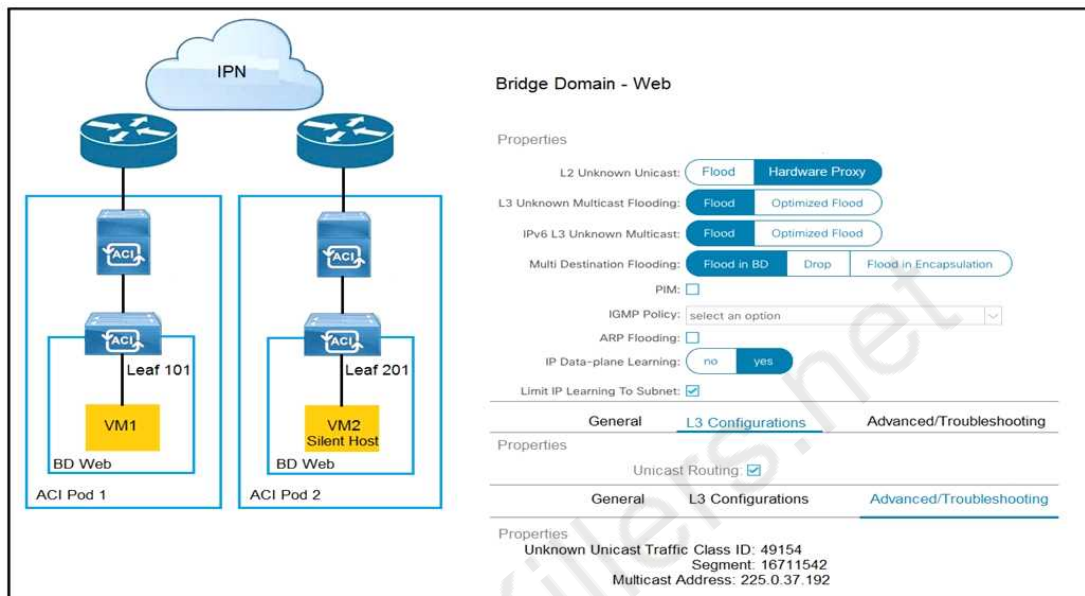 IPN
ACI
ACI
ACI
ACI
Leaf 101
Leaf 201
VM1
VM2
Silent Host
BD Web
BD Web
ACI Pod 1
ACI Pod 2
Bridge Domain - Web
Properties
L2 Unknown Unicast: Flood Hardware Proxy
L3 Unknown Multicast Flooding: Flood Optimized Flood
IPv6 L3 Unknown Multicast: Flood Optimized Flood
Multi Destination Flooding: Flood in BD Drop Flood in Encapsulation
PIM:
IGMP Policy: select an option
ARP Flooding:
IP Data-plane Learning: no yes
Limit IP Learning To Subnet:
General L3 Configurations Advanced/Troubleshooting
Properties
Unicast Routing:
General L3 Configurations Advanced/Troubleshooting
Properties
Unknown Unicast Traffic Class ID: 49154
Segment: 16711542
Multicast Address: 225.0.37.192